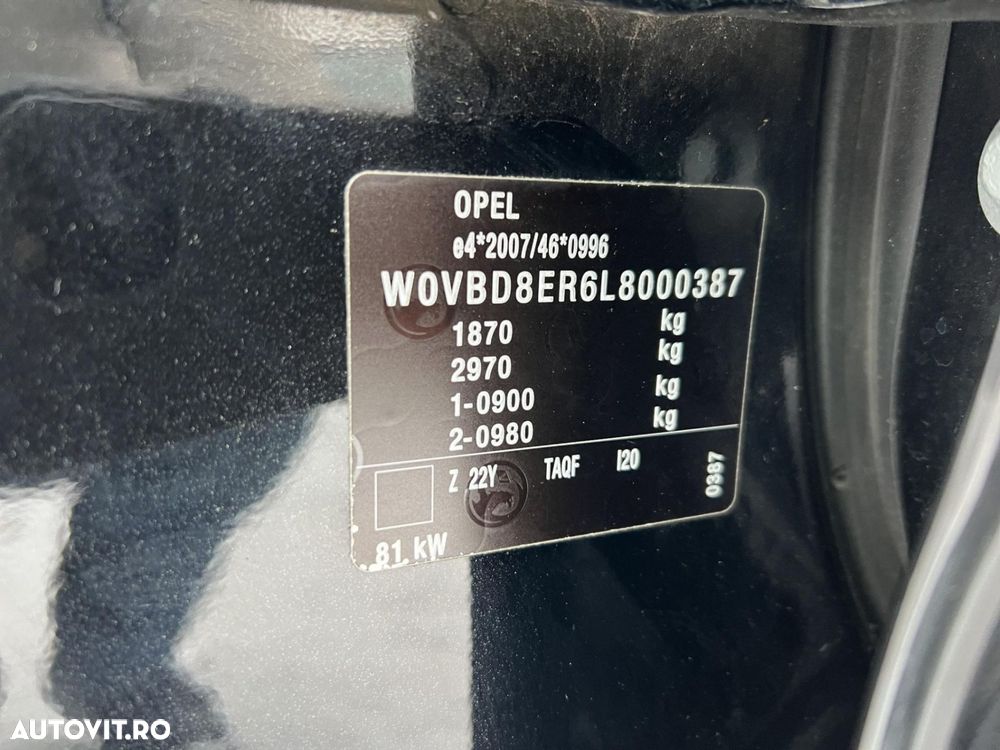 OPEL
e4*2007/46*0996
W0VBD8ER6L8000387
1870 kg
2970 kg
1-0900 kg
2-0980 kg
Z 22Y TAQF I20 0387
81 kW
AUTOVIT.RO